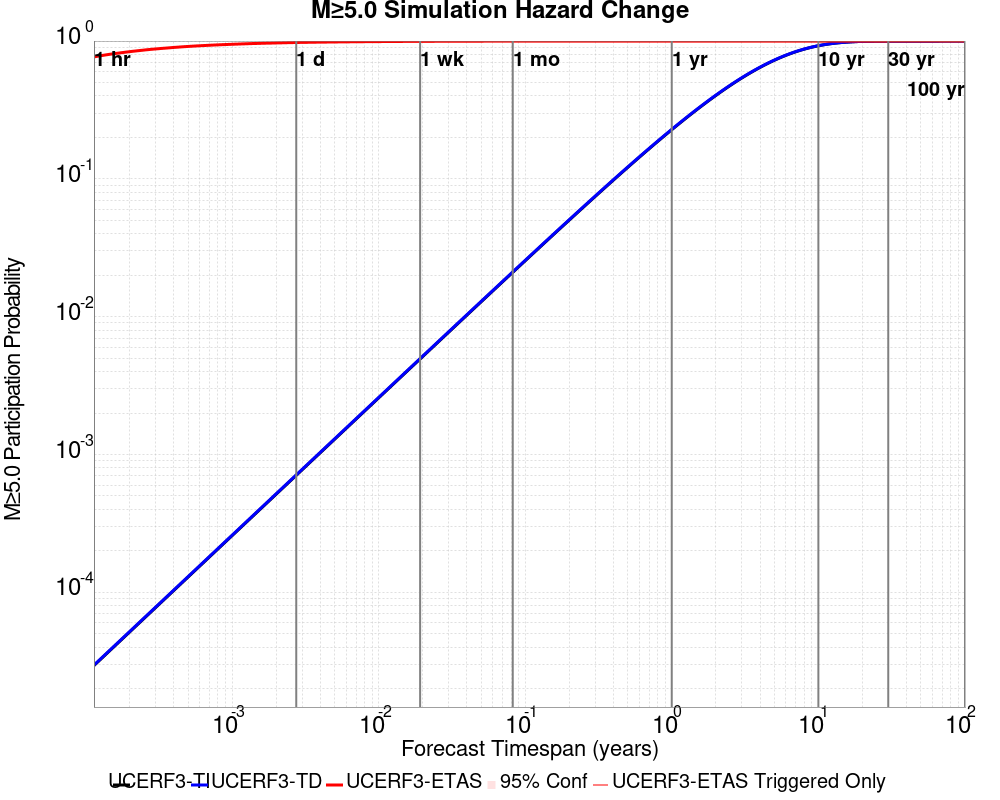 M≥5.0 Simulation Hazard Change
10^0
10^-1
10^-2
10^-3
10^-4
M≥5.0 Participation Probability
1 hr
1 d
1 wk
1 mo
1 yr
10 yr
30 yr
100 yr
10^-3
10^-2
10^-1
10^0
10^1
10^2
Forecast Timespan (years)
UCERF3-TI
UCERF3-TD
UCERF3-ETAS
95% Conf
UCERF3-ETAS Triggered Only